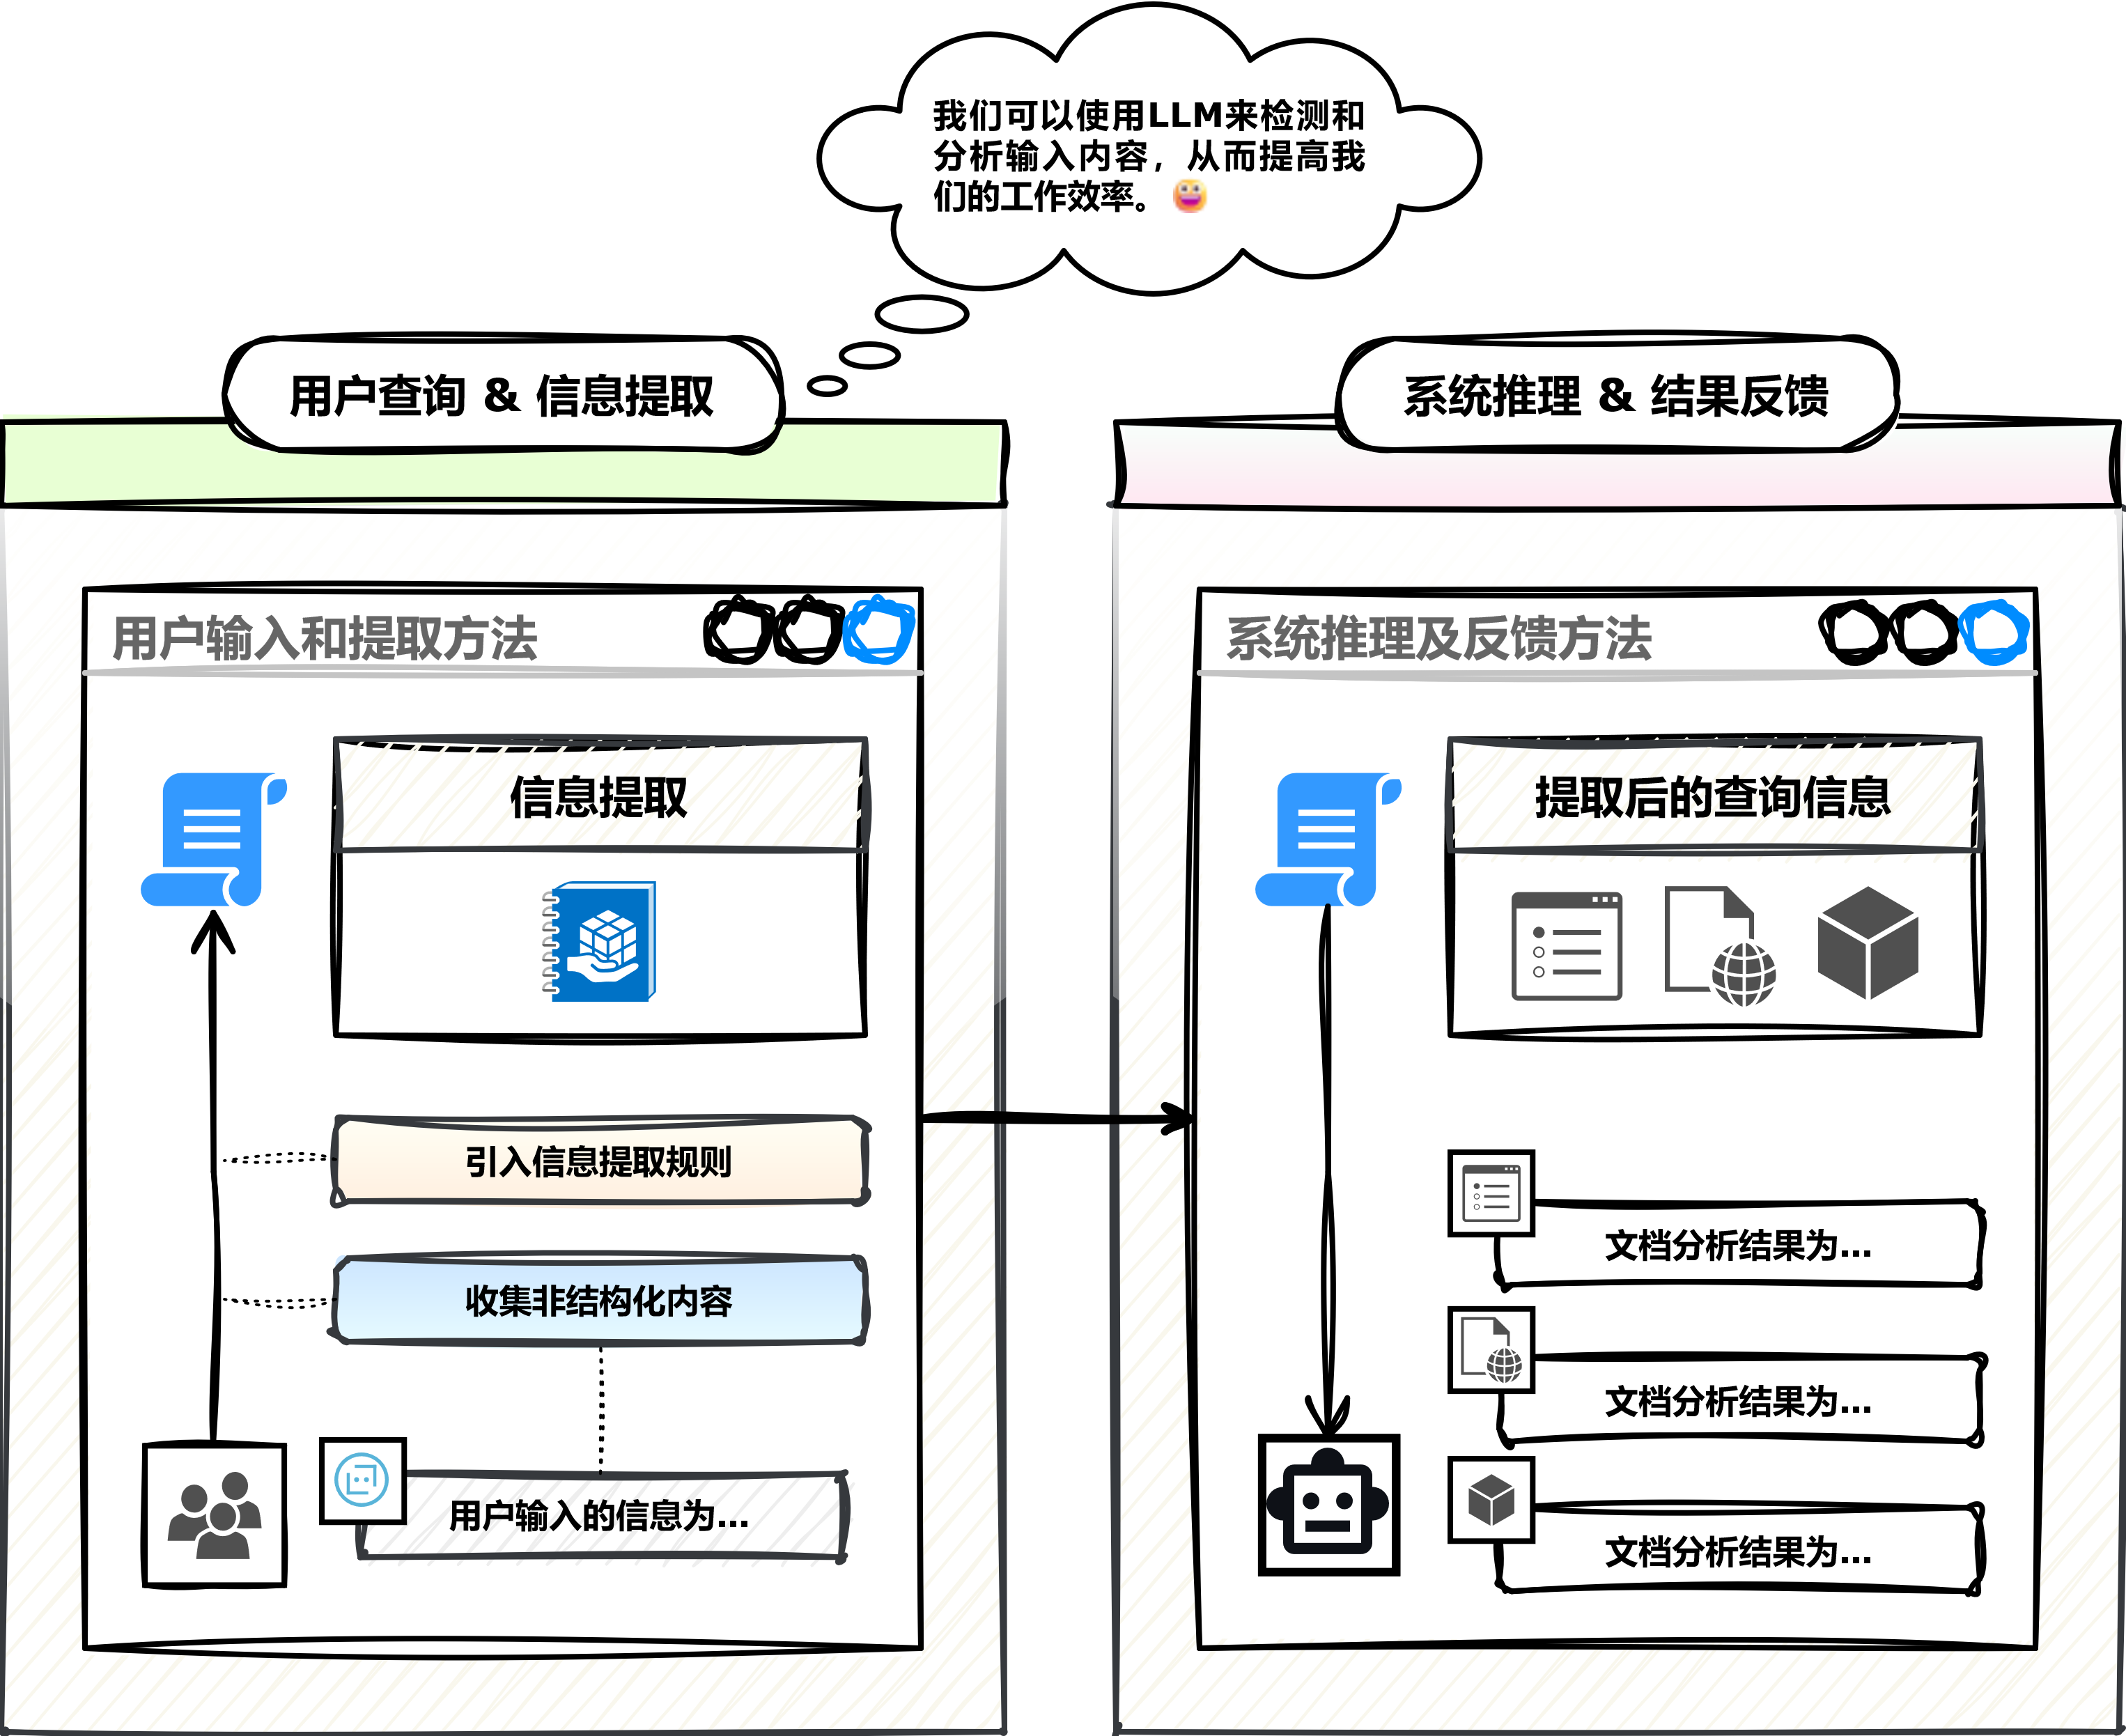 我们可以使用LLM来检测和
分析输入内容，从而提高我
们的工作效率。
用户查询 & 信息提取
系统推理 & 结果反馈
用户输入和提取方法
信息提取
引入信息提取规则
收集非结构化内容
用户输入的信息为...
系统推理及反馈方法
提取后的查询信息
文档分析结果为...
文档分析结果为...
文档分析结果为...